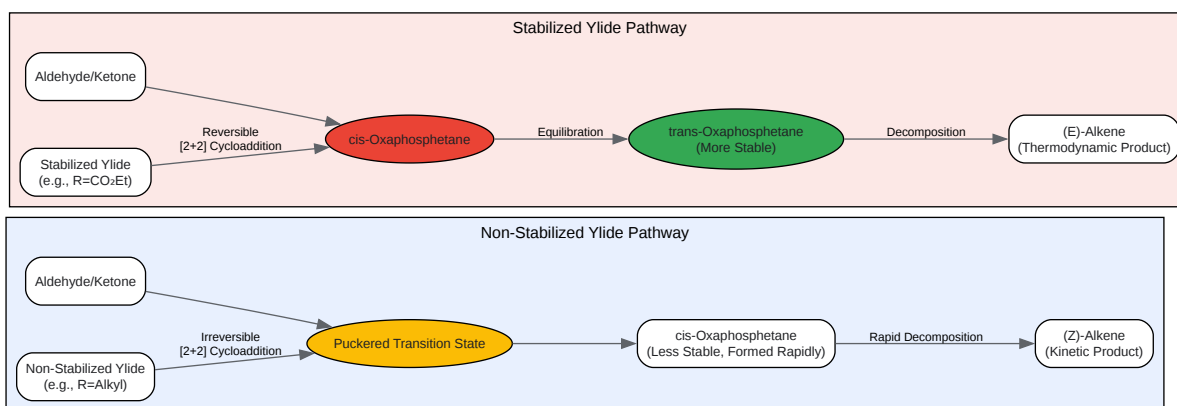 Stabilized Ylide Pathway
Aldehyde/Ketone
Reversible
[2+2] Cycloaddition
Stabilized Ylide
(e.g., R=CO₂Et)
cis-Oxaphosphetane
Equilibration
trans-Oxaphosphetane
(More Stable)
Decomposition
(E)-Alkene
(Thermodynamic Product)
Non-Stabilized Ylide Pathway
Aldehyde/Ketone
Irreversible
[2+2] Cycloaddition
Non-Stabilized Ylide
(e.g., R=Alkyl)
Puckered Transition State
cis-Oxaphosphetane
(Less Stable, Formed Rapidly)
Rapid Decomposition
(Z)-Alkene
(Kinetic Product)